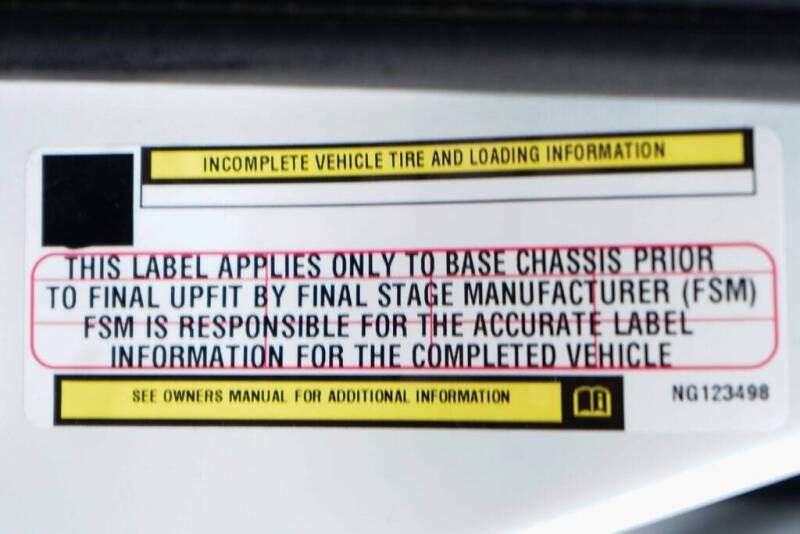 INCOMPLETE VEHICLE TIRE AND LOADING INFORMATION
THIS LABEL APPLIES ONLY TO BASE CHASSIS PRIOR
TO FINAL UPFIT BY FINAL STAGE MANUFACTURER (FSM)
FSM IS RESPONSIBLE FOR THE ACCURATE LABEL
INFORMATION FOR THE COMPLETED VEHICLE
SEE OWNERS MANUAL FOR ADDITIONAL INFORMATION
NG123498